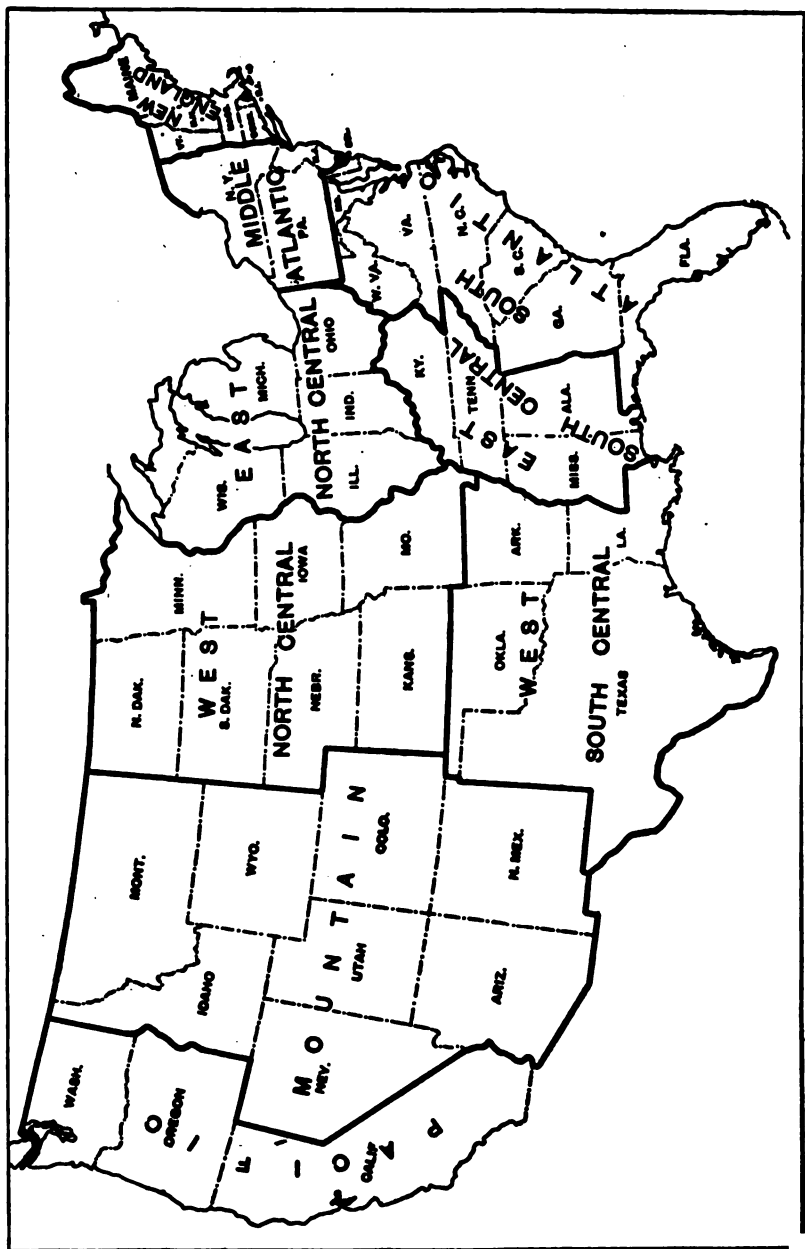 WASH.
OREGON
CALIF
MOUNTAIN
MONT.
IDAHO
WYO.
NEV.
UTAH
COLO.
ARIZ.
N. MEX.
WEST
NORTH CENTRAL
N. DAK.
S. DAK.
NEBR.
KANS.
MINN.
IOWA
MO.
WEST
SOUTH CENTRAL
OKLA.
TEXAS
ARK.
LA.
EAST
NORTH CENTRAL
WIS.
MICH.
ILL.
IND.
OHIO
EAST
SOUTH CENTRAL
KY.
TENN.
MISS.
ALA.
SOUTH
ATLANTIC
W. VA.
VA.
N.C.
S.C.
GA.
FLA.
MIDDLE
ATLANTIC
N.Y.
PA.
NEW
ENGLAND
MAINE
VT.